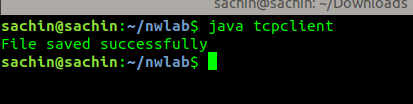 sachin@sachin: ~/Downloads
sachin@sachin:~/nwlab$ java tcpclient
File saved successfully
sachin@sachin:~/nwlab$